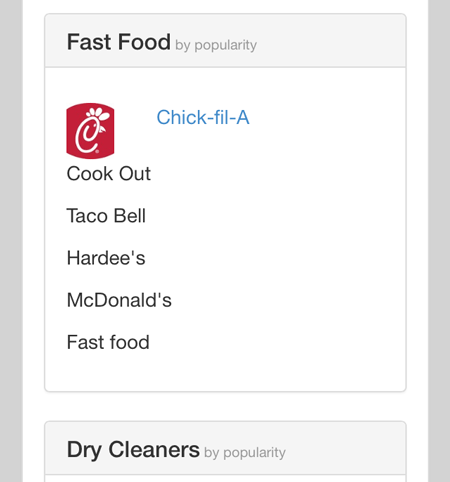 Fast Food by popularity
Chick-fil-A
Cook Out
Taco Bell
Hardee's
McDonald's
Fast food
Dry Cleaners by popularity